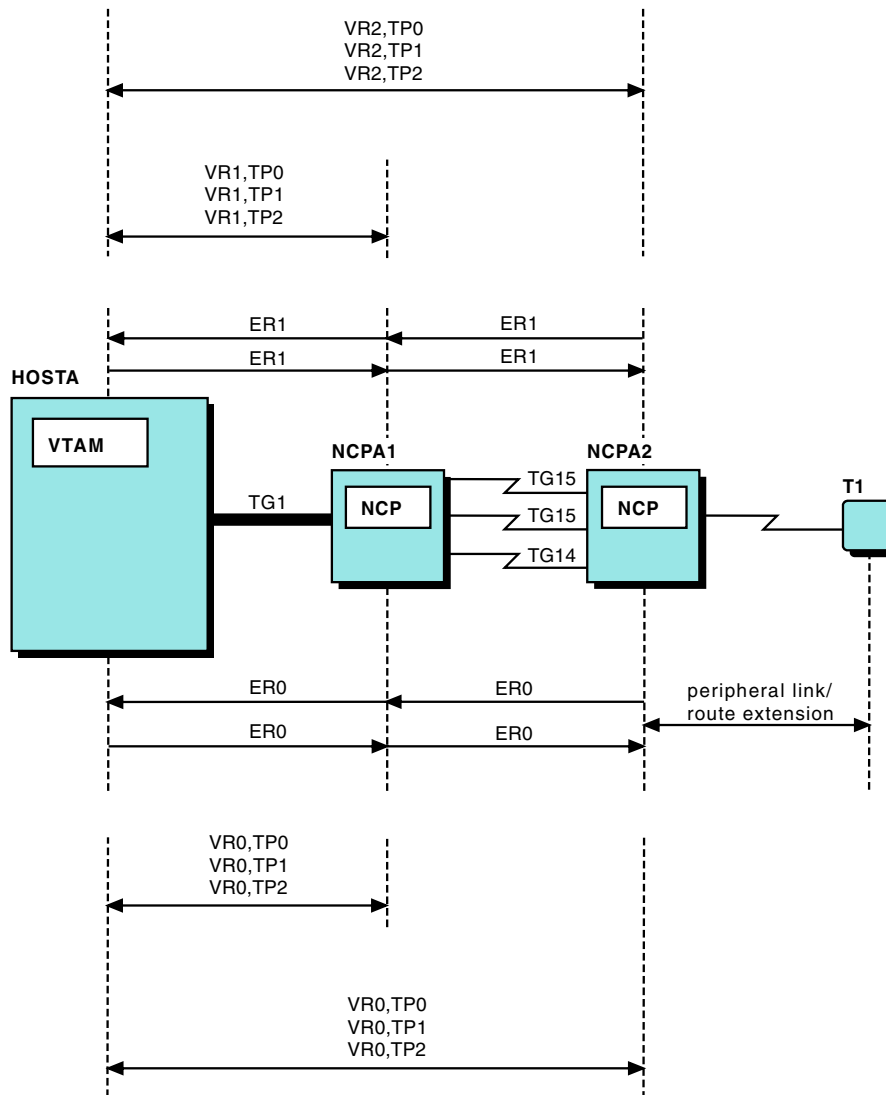 VR2,TP0
VR2,TP1
VR2,TP2
VR1,TP0
VR1,TP1
VR1,TP2
ER1
ER1
ER1
ER1
HOSTA
VTAM
NCPA1
NCPA2
TG15
T1
TG1
NCP
TG15
NCP
TG14
ER0
ER0
peripheral link/
route extension
ER0
ER0
VR0,TP0
VR0,TP1
VR0,TP2
VR0,TP0
VR0,TP1
VR0,TP2